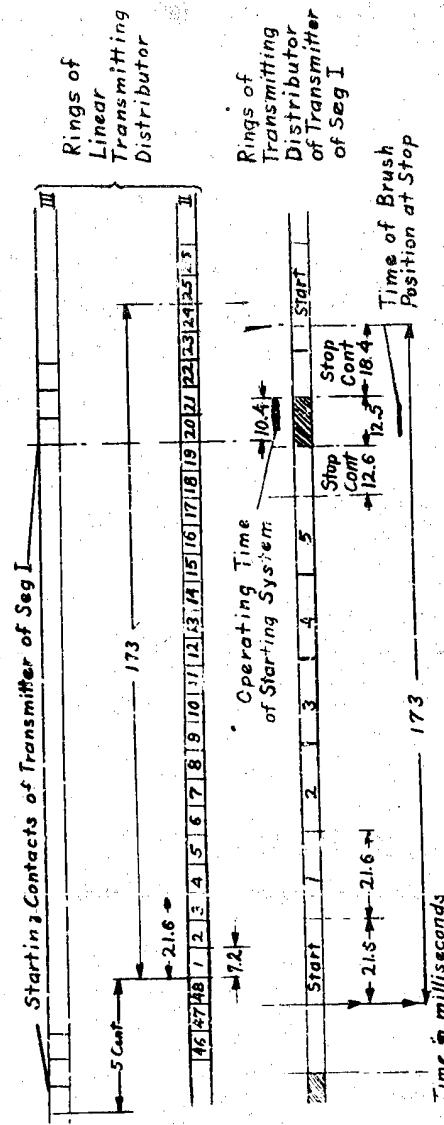 Starting Contacts of Transmitter of Seg I
III
Rings of
Linear
Transmitting
Distributor
5 Cont
173
21.6
7.2
46 47 48 1 2 3 4 5 6 7 8 9 10 11 12 13 14 15 16 17 18 19 20 21 22 23 24 25
II
Operating Time
of Starting System
10.4
Rings of
Transmitting
Distributor
of Transmitter
of Seg I
Start 1 2 3 4 5 Start
21.6
Stop
Cont
12.6
12.5
Stop
Cont
18.4
173
Time of Brush
Position at Stop
Time in milliseconds